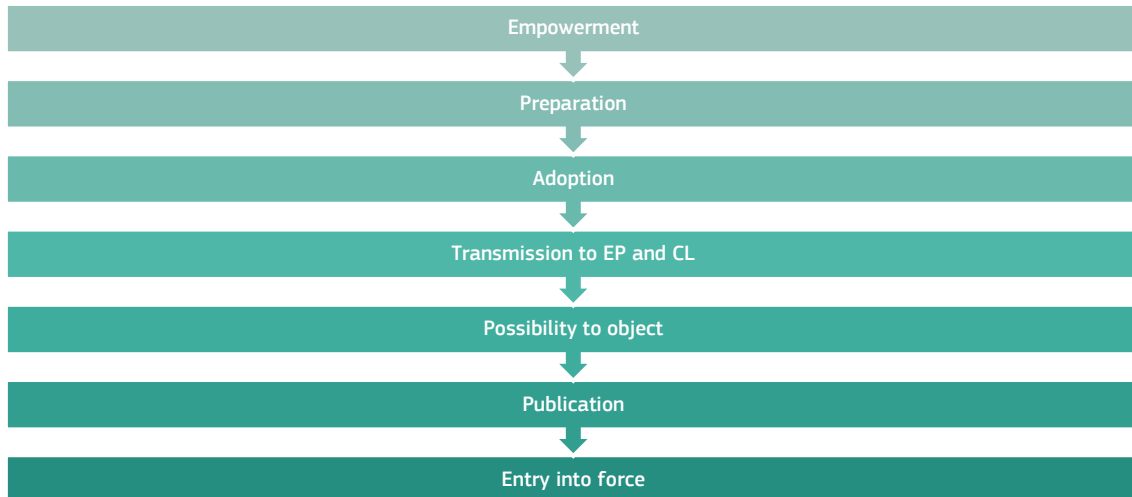 Empowerment
Preparation
Adoption
Transmission to EP and CL
Possibility to object
Publication
Entry into force